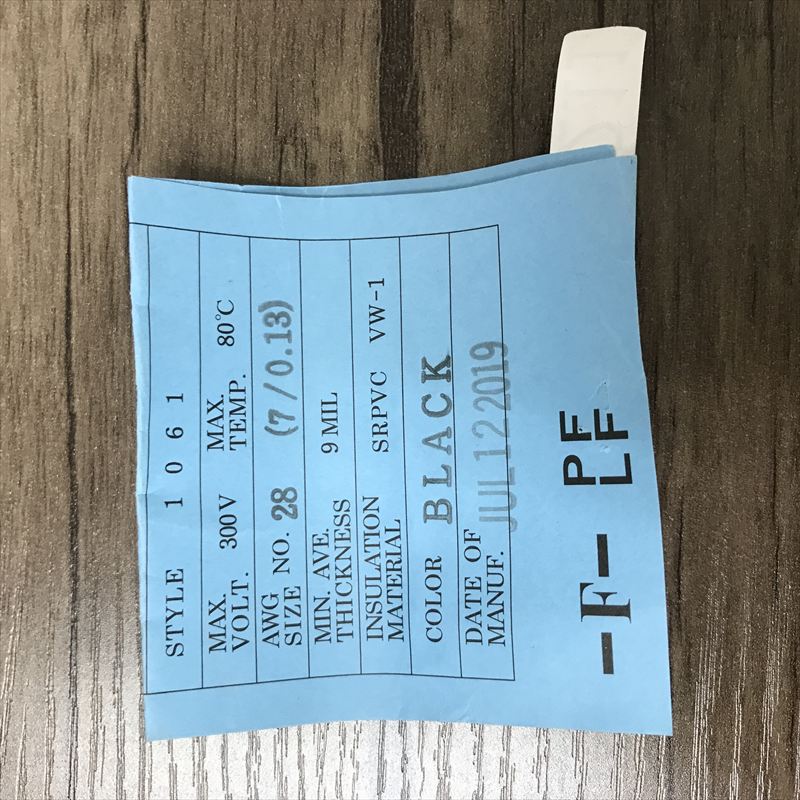 STYLE 1061
MAX. VOLT. 300V MAX. TEMP. 80°C
AWG SIZE NO. 28 (7/0.13)
MIN. AVE. THICKNESS 9 MIL
INSULATION MATERIAL SRPVC VW-1
COLOR BLACK
DATE OF MANUF. JUL 12 2019
-F- PF
LF